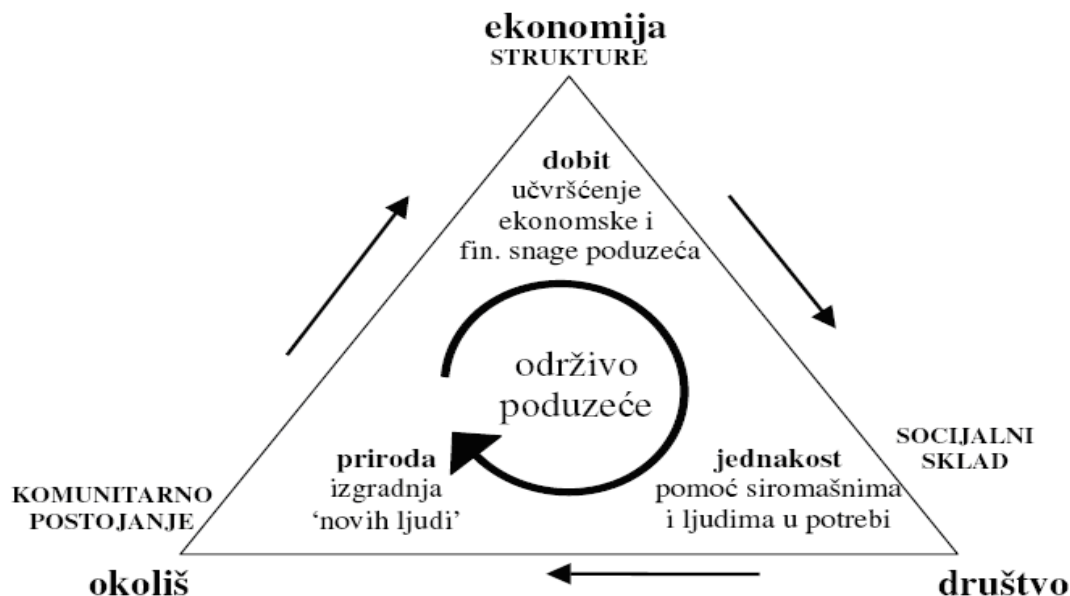 ekonomija
STRUKTURE
dobit
učvršćenje
ekonomske i
fin. snage poduzeća
održivo
poduzeće
SOCIJALNI
SKLAD
priroda
izgradnja
‘novih ljudi’
jednakost
pomoć siromašnima
i ljudima u potrebi
KOMUNITARNO
POSTOJANJE
okoliš
društvo